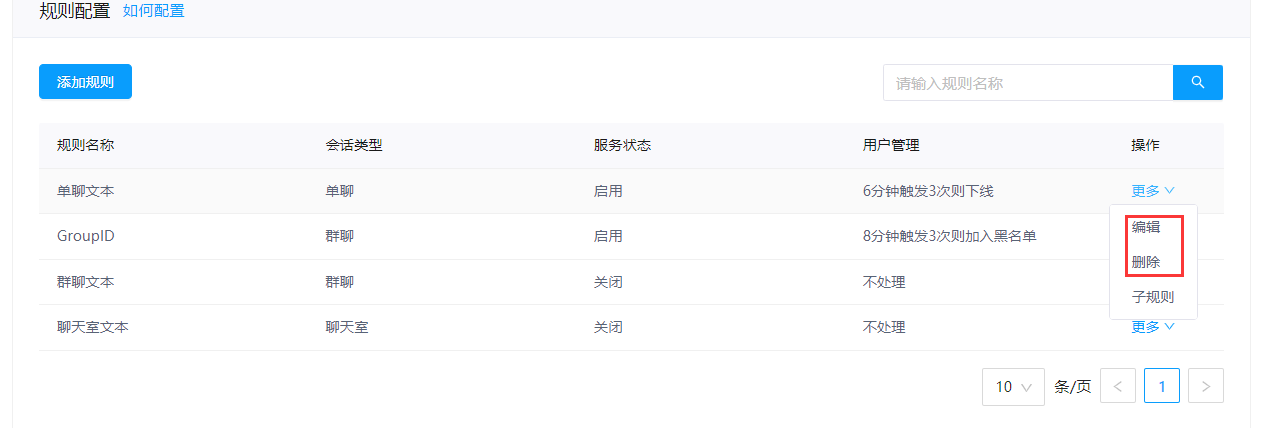 规则配置 如何配置
添加规则 请输入规则名称
规则名称 会话类型 服务状态 用户管理 操作
单聊文本 单聊 启用 6分钟触发3次则下线 更多
GroupID 群聊 启用 8分钟触发3次则加入黑名单 编辑
群聊文本 群聊 关闭 不处理 删除
子规则
聊天室文本 聊天室 关闭 不处理 更多
10 条/页 < 1 >